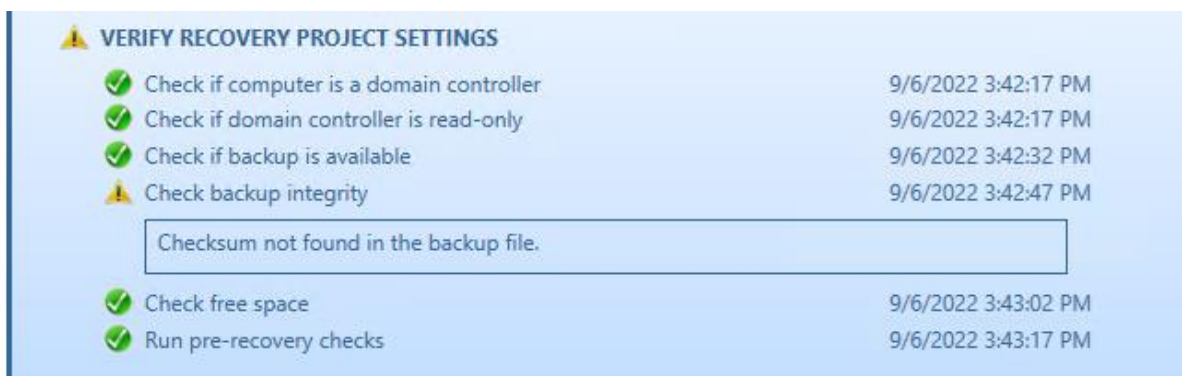 VERIFY RECOVERY PROJECT SETTINGS
Check if computer is a domain controller 9/6/2022 3:42:17 PM
Check if domain controller is read-only 9/6/2022 3:42:17 PM
Check if backup is available 9/6/2022 3:42:32 PM
Check backup integrity 9/6/2022 3:42:47 PM
Checksum not found in the backup file.
Check free space 9/6/2022 3:43:02 PM
Run pre-recovery checks 9/6/2022 3:43:17 PM